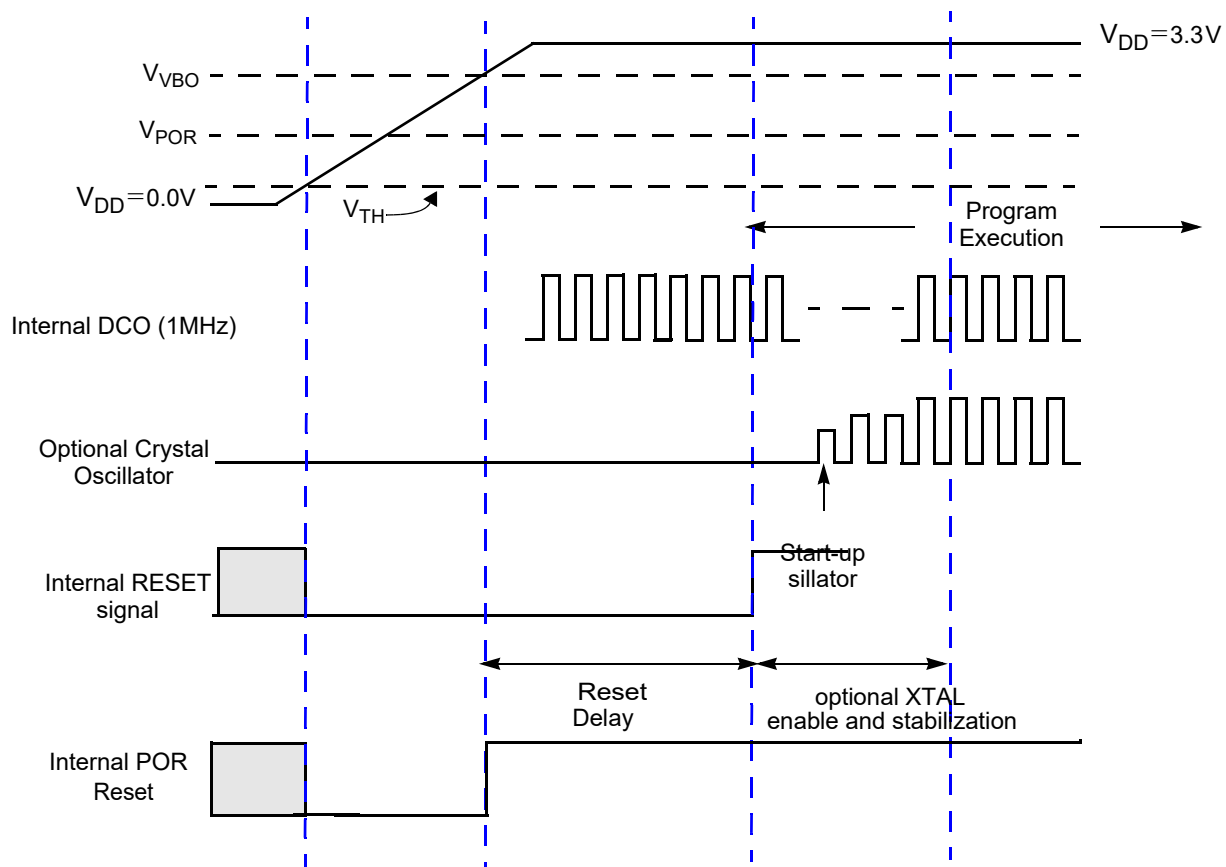 V_DD=3.3V
V_VBO
V_POR
V_DD=0.0V
V_TH
Program
Execution
Internal DCO (1MHz)
Optional Crystal
Oscillator
Start-up
sillator
Internal RESET
signal
Reset
Delay
optional XTAL
enable and stabilization
Internal POR
Reset